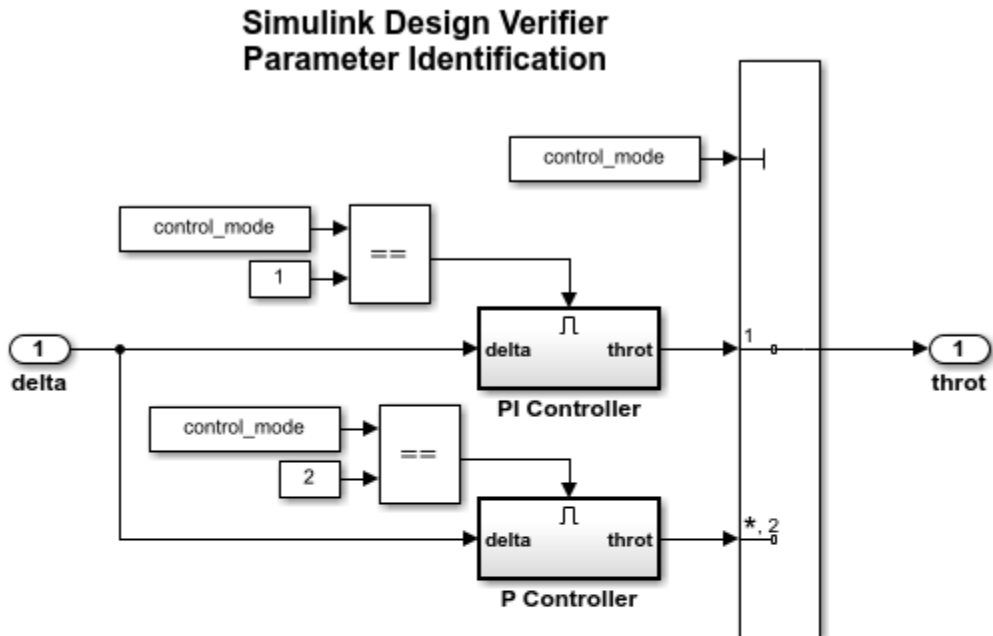 Simulink Design Verifier
Parameter Identification
control_mode
control_mode
==
1
1
delta
delta
throt
1
1
throt
PI Controller
control_mode
==
2
delta
throt
*, 2
P Controller